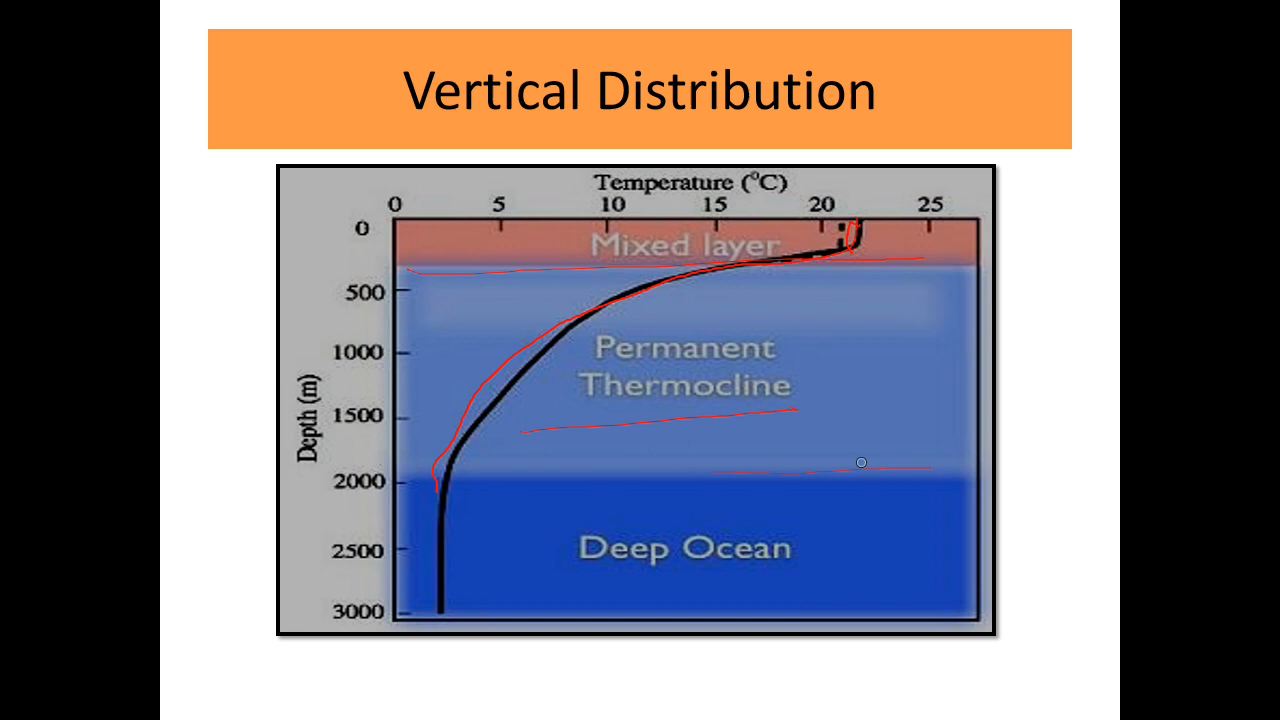 Vertical Distribution
Temperature (°C)
0 5 10 15 20 25
0
Mixed layer
500
1000
Permanent
Thermocline
Depth (m)
1500
2000
2500
Deep Ocean
3000